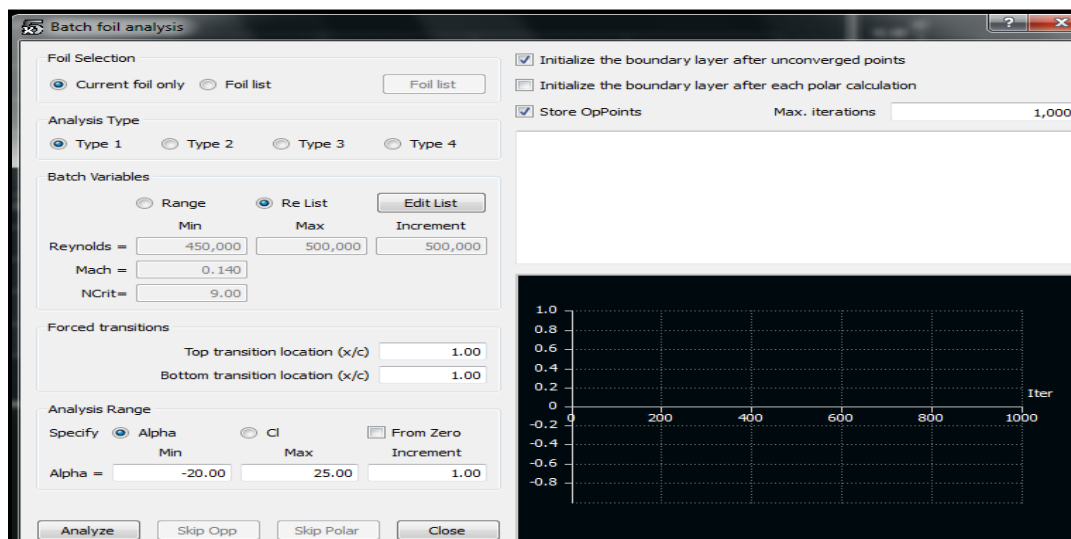 Batch foil analysis
Foil Selection
Current foil only Foil list Foil list
Analysis Type
Type 1 Type 2 Type 3 Type 4
Batch Variables
Range Re List Edit List
Min Max Increment
Reynolds = 450,000 500,000 500,000
Mach = 0.140
NCrit= 9.00
Forced transitions
Top transition location (x/c) 1.00
Bottom transition location (x/c) 1.00
Analysis Range
Specify Alpha Cl From Zero
Min Max Increment
Alpha = -20.00 25.00 1.00
Analyze Skip Opp Skip Polar Close
Initialize the boundary layer after unconverged points
Initialize the boundary layer after each polar calculation
Store OpPoints Max. iterations 1,000
1.0
0.8
0.6
0.4
0.2
0
-0.2
-0.4
-0.6
-0.8
0 200 400 600 800 1000
Iter